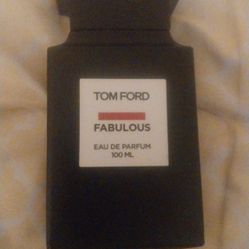 TOM FORD
FABULOUS
EAU DE PARFUM
100 ML